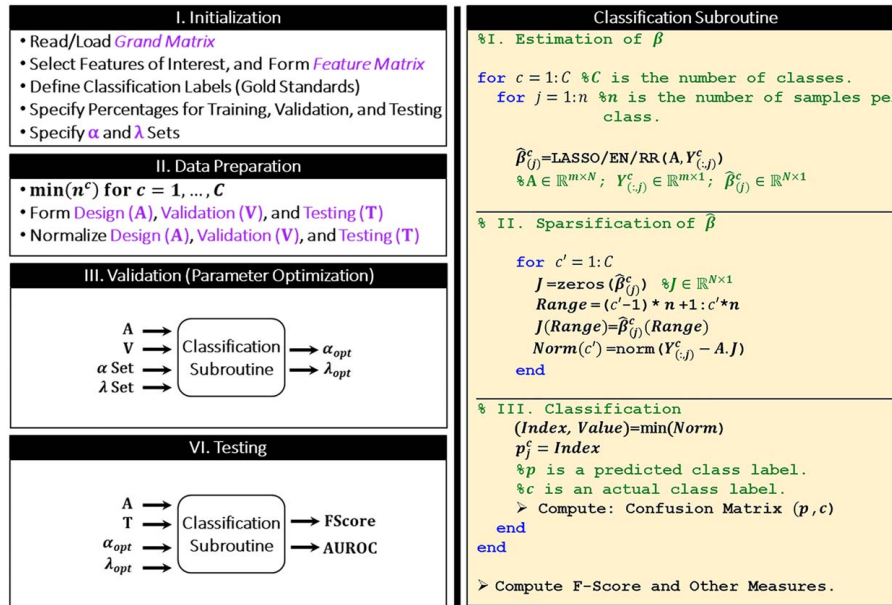 I. Initialization
• Read/Load Grand Matrix
• Select Features of Interest, and Form Feature Matrix
• Define Classification Labels (Gold Standards)
• Specify Percentages for Training, Validation, and Testing
• Specify α and λ Sets
II. Data Preparation
• min(n^c) for c = 1, ..., C
• Form Design (A), Validation (V), and Testing (T)
• Normalize Design (A), Validation (V), and Testing (T)
III. Validation (Parameter Optimization)
A
V
α Set
λ Set
Classification
Subroutine
α_opt
λ_opt
VI. Testing
A
T
α_opt
λ_opt
Classification
Subroutine
FScore
AUROC
Classification Subroutine
%I. Estimation of β
for c = 1:C %C is the number of classes.
for j = 1:n %n is the number of samples pe
class.
β̂^c_(j)=LASSO/EN/RR(A,Y^c_(:,j))
%A ∈ ℝ^{m×N}; Y^c_(:,j) ∈ ℝ^{m×1}; β̂^c_(j) ∈ ℝ^{N×1}
% II. Sparsification of β̂
for c′ = 1:C
J=zeros(β̂^c_(j)) %J ∈ ℝ^{N×1}
Range=(c′-1)* n +1:c′*n
J(Range)=β̂^c_(j)(Range)
Norm(c′)=norm(Y^c_(:,j) − A.J)
end
% III. Classification
(Index, Value)=min(Norm)
p^c_j = Index
%p is a predicted class label.
%c is an actual class label.
➢ Compute: Confusion Matrix (p,c)
end
end
➢ Compute F-Score and Other Measures.